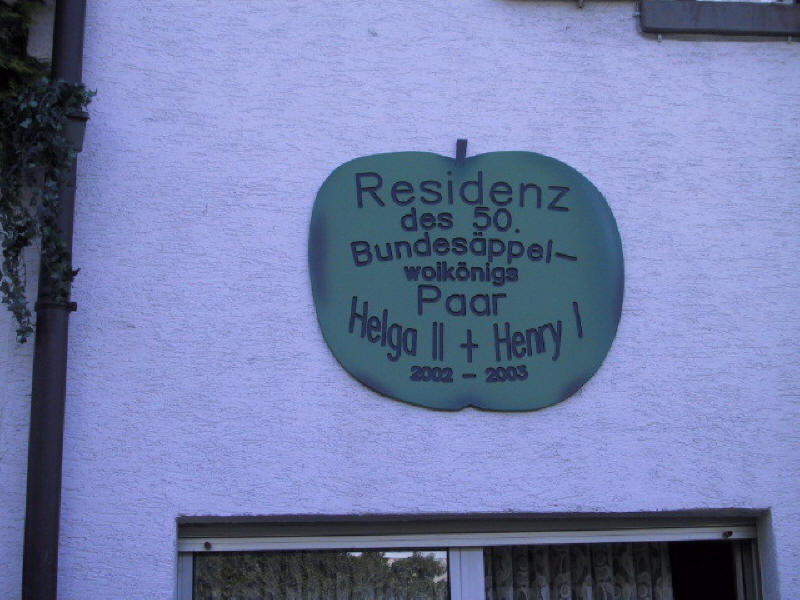 Residenz
des 50.
Bundesäppel-
woikönigs
Paar
Helga II + Henry I
2002 - 2003